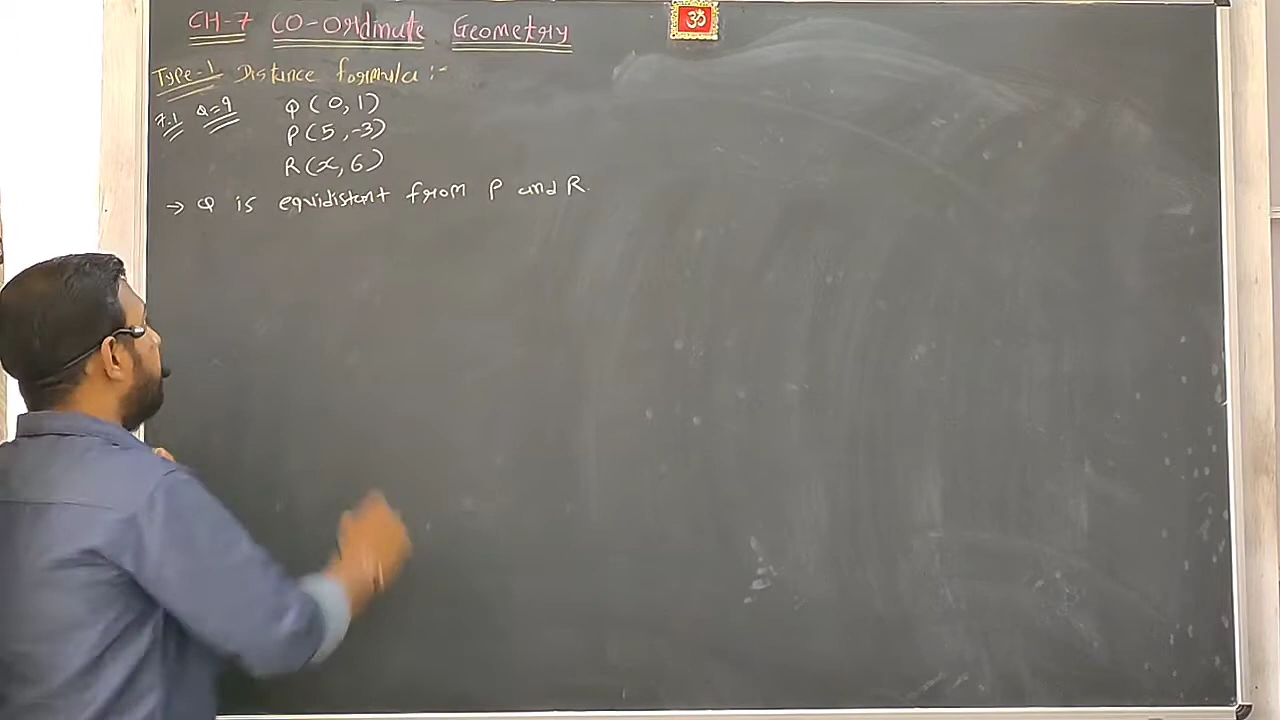 CH-7 CO-Ordinate Geometry
ॐ
Type-1 Distance formula :-
7.1 Q=9 Q(0,1)
P(5,-3)
R(x,6)
→ Q is equidistant from P and R.